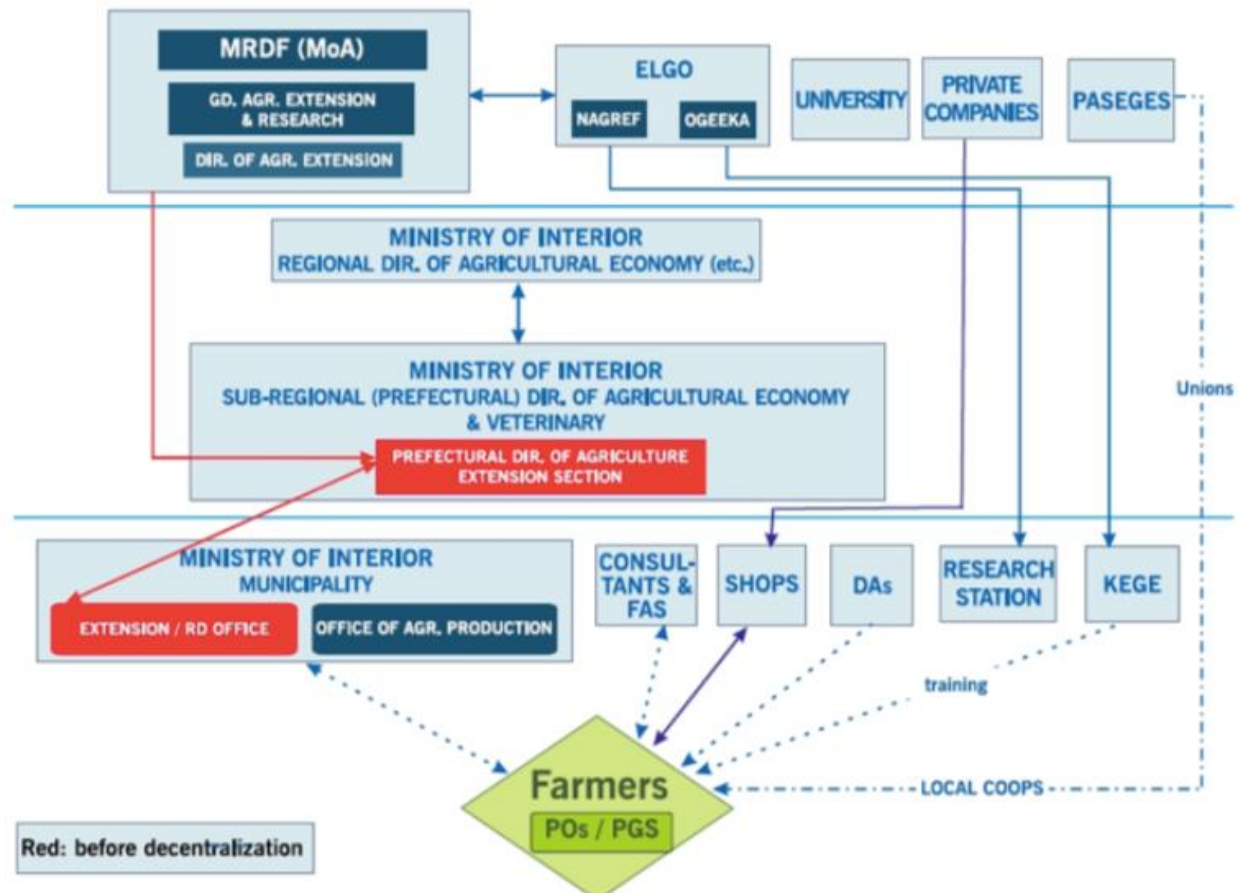 MRDF (MoA)
GD. AGR. EXTENSION
& RESEARCH
DIR. OF AGR. EXTENSION
ELGO
NAGREF
OGEEKA
UNIVERSITY
PRIVATE
COMPANIES
PASEGES
MINISTRY OF INTERIOR
REGIONAL DIR. OF AGRICULTURAL ECONOMY (etc.)
MINISTRY OF INTERIOR
SUB-REGIONAL (PREFECTURAL) DIR. OF AGRICULTURAL ECONOMY
& VETERINARY
PREFECTURAL DIR. OF AGRICULTURE
EXTENSION SECTION
Unions
MINISTRY OF INTERIOR
MUNICIPALITY
EXTENSION / RD OFFICE
OFFICE OF AGR. PRODUCTION
CONSUL-
TANTS &
FAS
SHOPS
DAs
RESEARCH
STATION
KEGE
training
LOCAL COOPS
Farmers
POs / PGS
Red: before decentralization